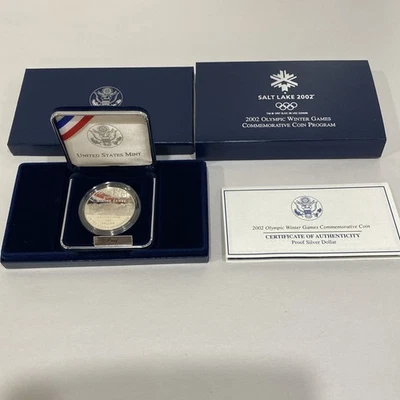 SALT LAKE 2002
2002 OLYMPIC WINTER GAMES
COMMEMORATIVE COIN PROGRAM
UNITED STATES MINT
2002 Olympic Winter Games Commemorative Coin
CERTIFICATE OF AUTHENTICITY
Proof Silver Dollar